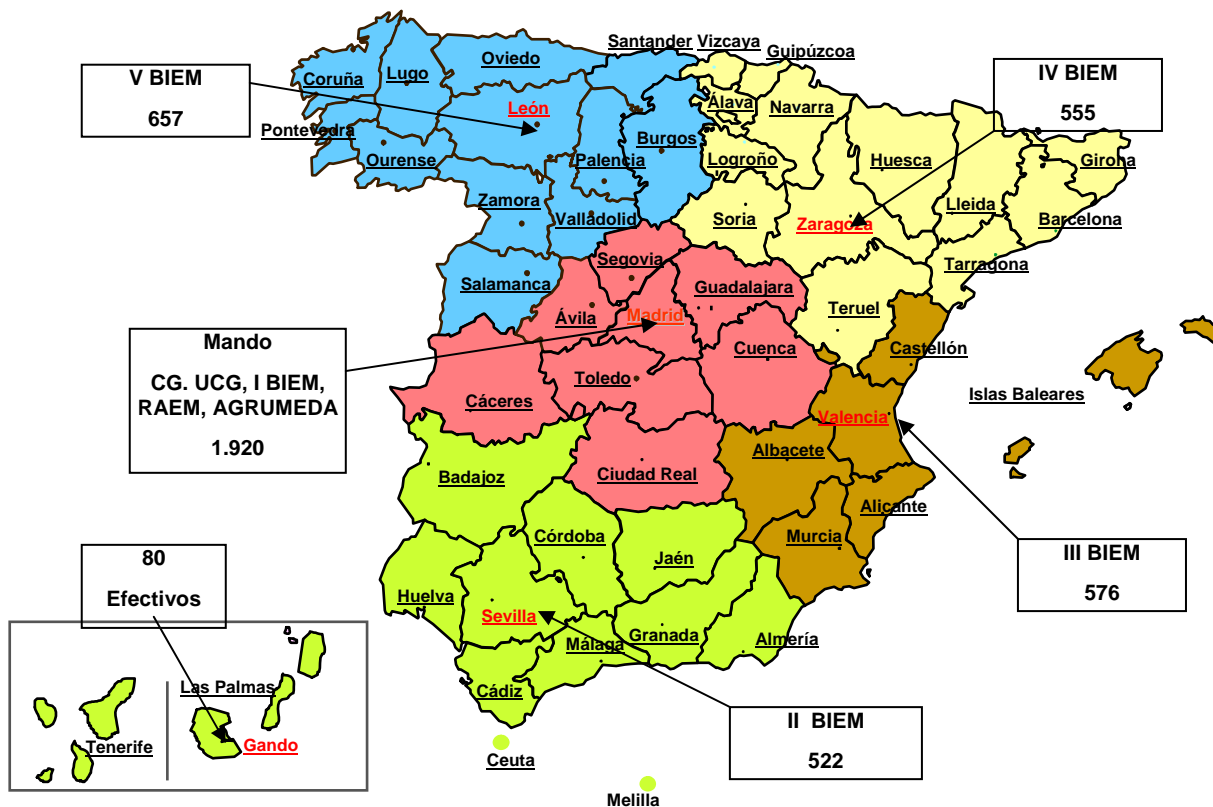 Santander Vizcaya
Guipúzcoa
Oviedo
Coruña
Lugo
V BIEM
657
León
Álava
Navarra
IV BIEM
555
Pontevedra
Ourense
Palencia
Burgos
Logroño
Huesca
Girona
Zamora
Valladolid
Soria
Zaragoza
Lleida
Barcelona
Segovia
Tarragona
Salamanca
Guadalajara
Teruel
Ávila
Madrid
Mando
CG. UCG, I BIEM,
RAEM, AGRUMEDA
1.920
Cuenca
Castellón
Toledo
Cáceres
Islas Baleares
Valencia
Albacete
Badajoz
Ciudad Real
Alicante
Córdoba
Murcia
Jaén
III BIEM
576
80
Efectivos
Huelva
Sevilla
Granada
Almería
Málaga
Las Palmas
Cádiz
Tenerife
Gando
II BIEM
522
Ceuta
Melilla